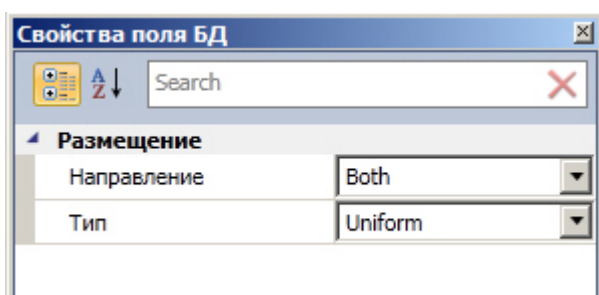 Свойства поля БД
Search
Размещение
Направление Both
Тип Uniform